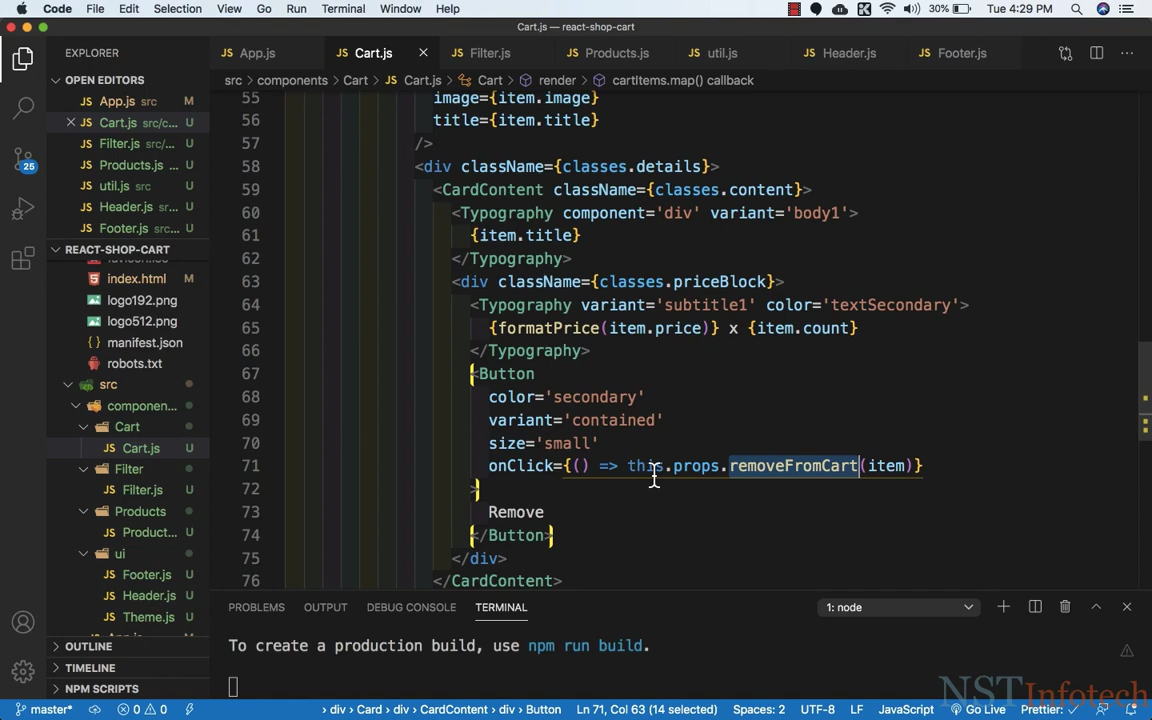 Code File Edit Selection View Go Run Terminal Window Help 30% Tue 4:29 PM
Cart.js — react-shop-cart
EXPLORER
App.js
Cart.js
Filter.js
Products.js
util.js
Header.js
Footer.js
src > components > Cart > JS Cart.js > Cart > render > cartItems.map() callback
OPEN EDITORS
JS App.js src M
JS Cart.js src/c... U
JS Filter.js src/... U
JS Products.js ... U
JS util.js src U
JS Header.js sr... U
JS Footer.js sr... U
REACT-SHOP-CART
index.html M
logo192.png
logo512.png
manifest.json
robots.txt
src
componen...
Cart
JS Cart.js U
Filter
JS Filter.js U
Products
JS Product... U
ui
JS Footer.js U
JS Header.js U
JS Theme.js U
OUTLINE
TIMELINE
NPM SCRIPTS
25
55 image={item.image}
56 title={item.title}
57 />
58 <div className={classes.details}>
59 <CardContent className={classes.content}>
60 <Typography component='div' variant='body1'>
61 {item.title}
62 </Typography>
63 <div className={classes.priceBlock}>
64 <Typography variant='subtitle1' color='textSecondary'>
65 {formatPrice(item.price)} x {item.count}
66 </Typography>
67 <Button
68 color='secondary'
69 variant='contained'
70 size='small'
71 onClick={() => this.props.removeFromCart(item)}
72 >
73 Remove
74 </Button>
75 </div>
76 </CardContent>
PROBLEMS OUTPUT DEBUG CONSOLE TERMINAL 1: node
To create a production build, use npm run build.
NSTInfotech
master* 0 0 › div › Card › div › CardContent › div › Button Ln 71, Col 63 (14 selected) Spaces: 2 UTF-8 LF JavaScript Go Live Prettier: ✓